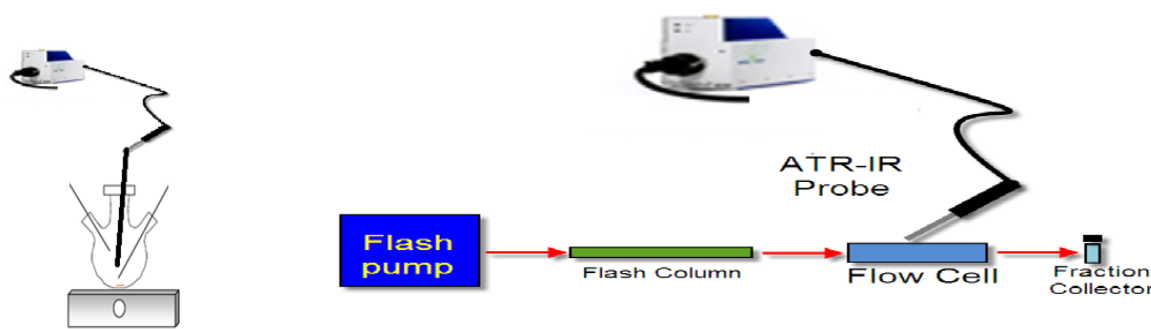 ATR-IR
Probe
Flash
pump
Flash Column
Flow Cell
Fraction
Collector